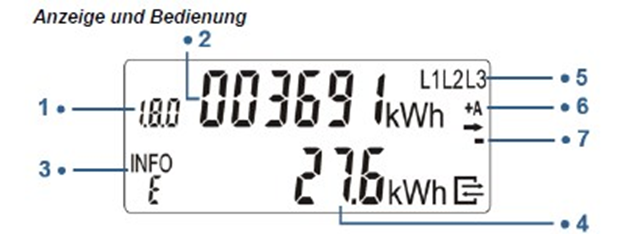 Anzeige und Bedienung
• 2
1 • 1.8.0 003691 kWh L1L2L3 • 5
+A • 6
• 7
3 • INFO
E 27.6 kWh
• 4